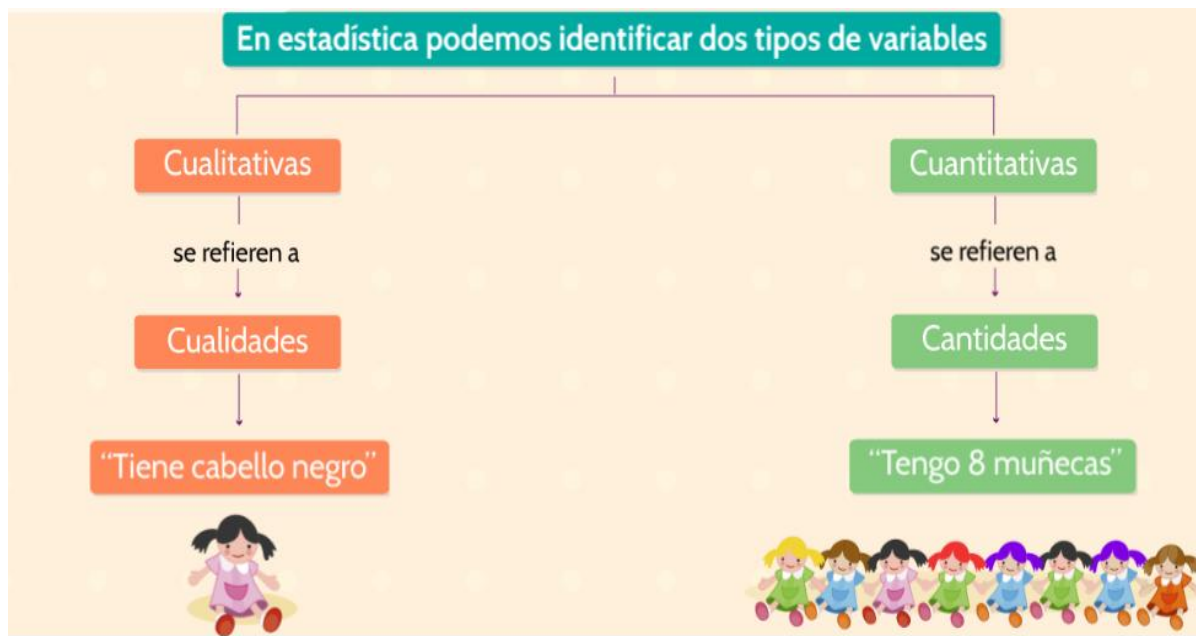 En estadística podemos identificar dos tipos de variables
Cualitativas
se refieren a
Cualidades
“Tiene cabello negro”
Cuantitativas
se refieren a
Cantidades
“Tengo 8 muñecas”